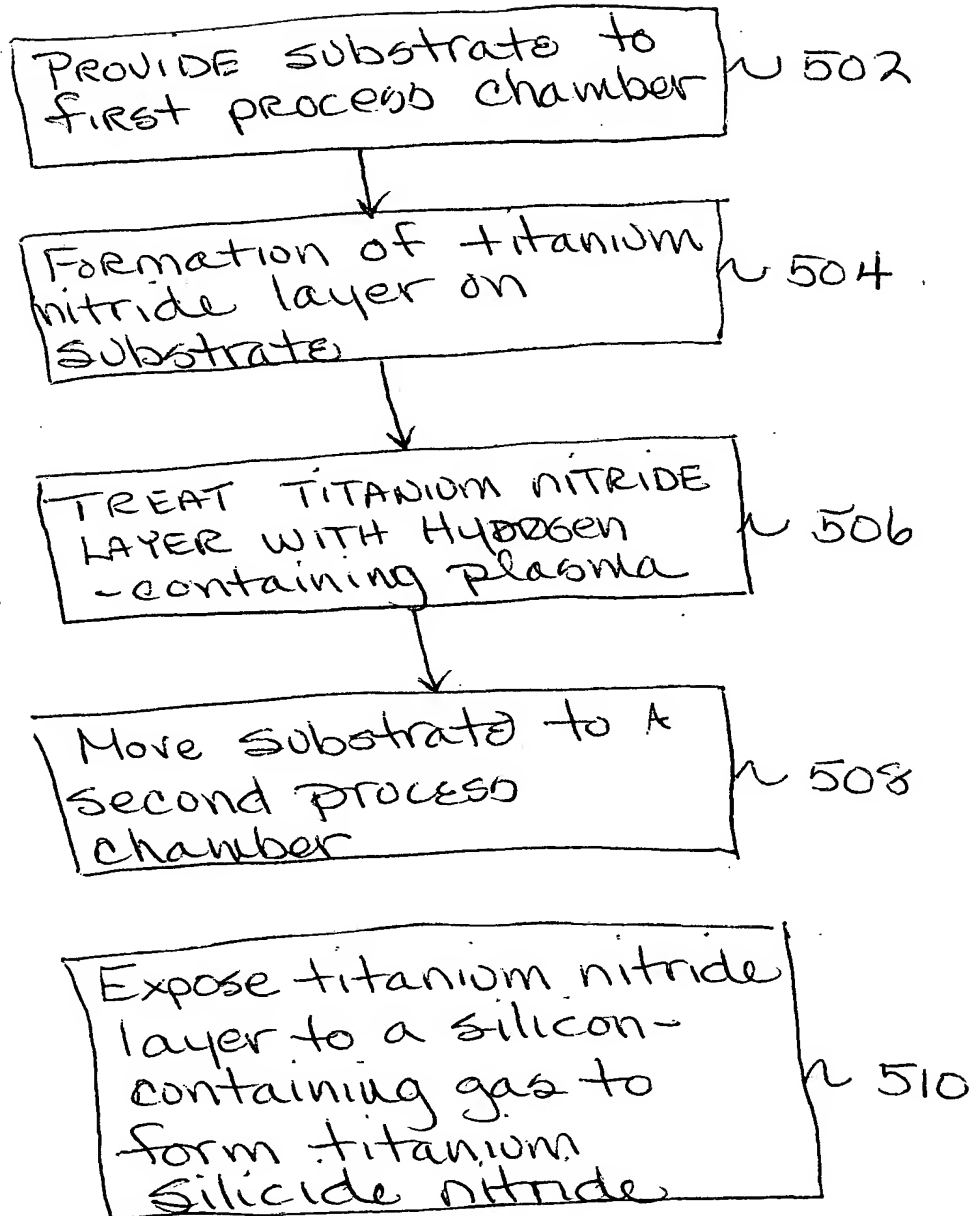 PROVIDE substrate to
first process chamber
502
Formation of titanium
nitride layer on
substrate
504
TREAT TITANIUM NITRIDE
LAYER WITH Hydrogen
-containing plasma
506
Move substrate to A
second process
chamber
508
Expose titanium nitride
layer to a silicon-
containing gas to
form titanium
silicide nitride
510